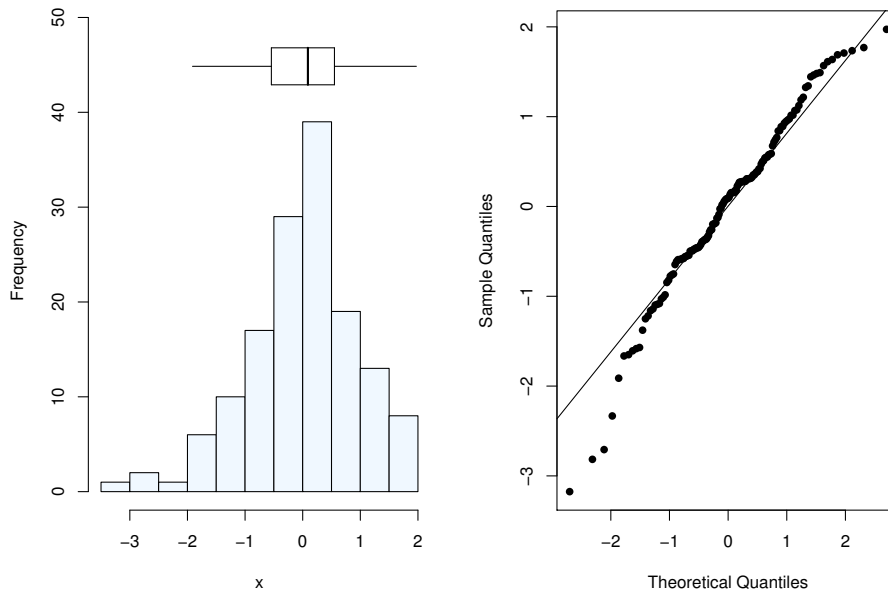 50
40
30
20
10
0
Frequency
−3 −2 −1 0 1 2
x
2
1
0
−1
−2
−3
Sample Quantiles
−2 −1 0 1 2
Theoretical Quantiles